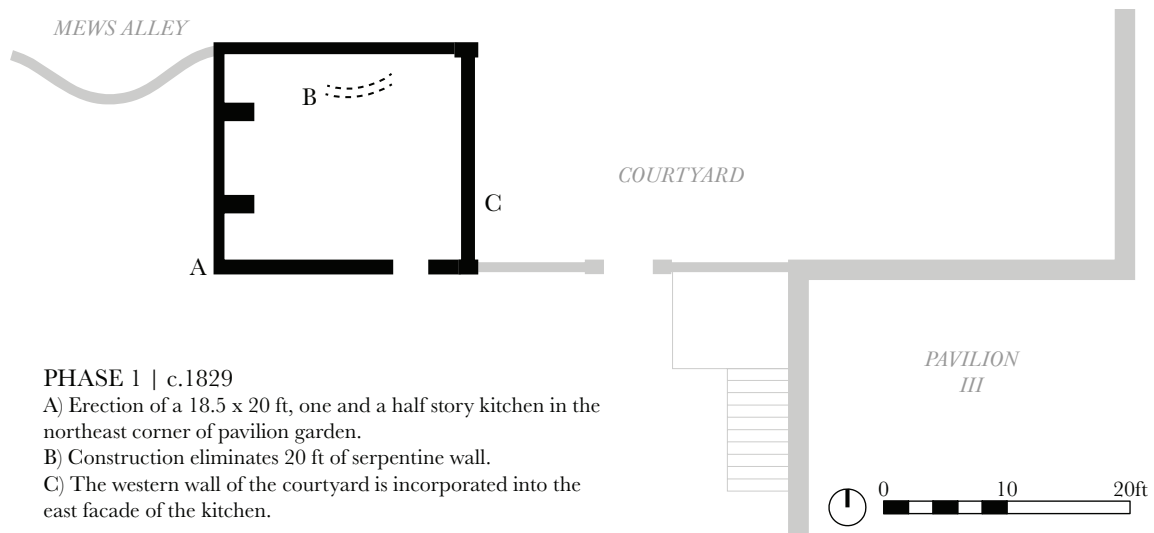 MEWS ALLEY
B
COURTYARD
C
A
PAVILION
III
PHASE 1 | c.1829
A) Erection of a 18.5 x 20 ft, one and a half story kitchen in the
northeast corner of pavilion garden.
B) Construction eliminates 20 ft of serpentine wall.
C) The western wall of the courtyard is incorporated into the
east facade of the kitchen.
0 10 20ft